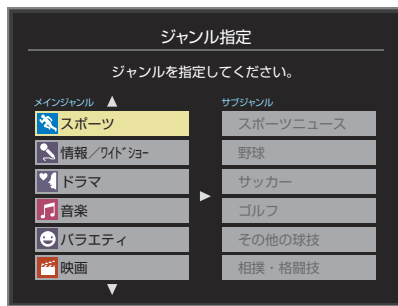 ジャンル指定
ジャンルを指定してください。
メインジャンル
スポーツ
情報／ﾜｲﾄﾞｼｮｰ
ドラマ
音楽
バラエティ
映画
サブジャンル
スポーツニュース
野球
サッカー
ゴルフ
その他の球技
相撲・格闘技